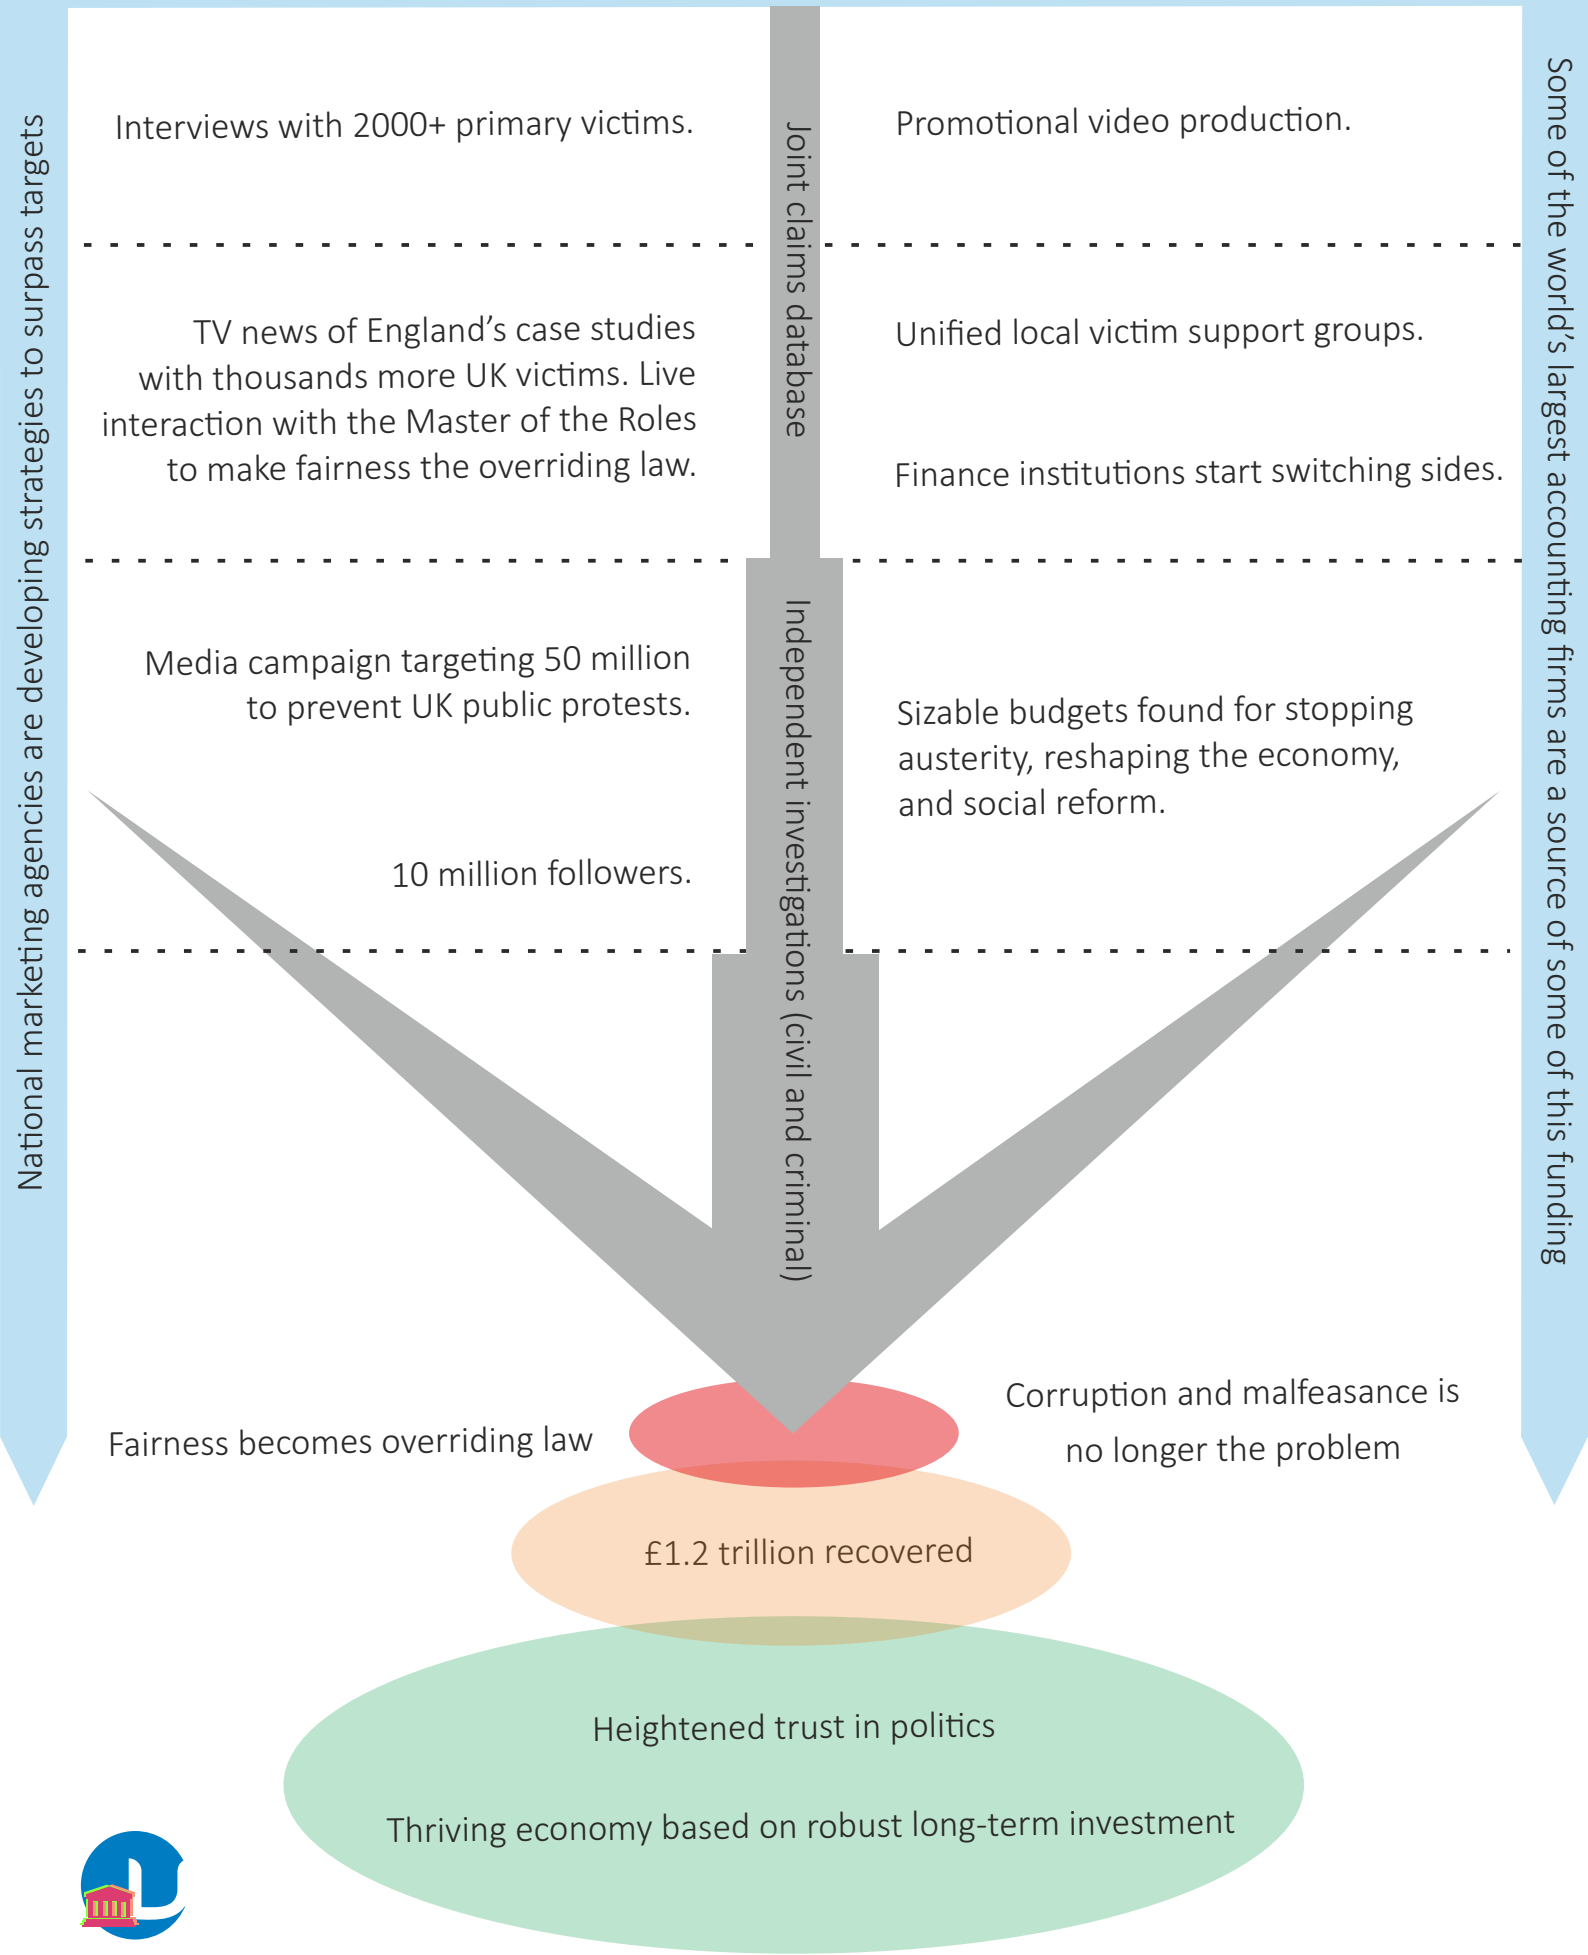 National marketing agencies are developing strategies to surpass targets
Interviews with 2000+ primary victims.
Joint claims database
Promotional video production.
Some of the world's largest accounting firms are a source of some of this funding
TV news of England's case studies
with thousands more UK victims. Live
interaction with the Master of the Roles
to make fairness the overriding law.
Unified local victim support groups.
Finance institutions start switching sides.
Media campaign targeting 50 million
to prevent UK public protests.
10 million followers.
Independent investigations (civil and criminal)
Sizable budgets found for stopping
austerity, reshaping the economy,
and social reform.
Fairness becomes overriding law
Corruption and malfeasance is
no longer the problem
£1.2 trillion recovered
Heightened trust in politics
Thriving economy based on robust long-term investment